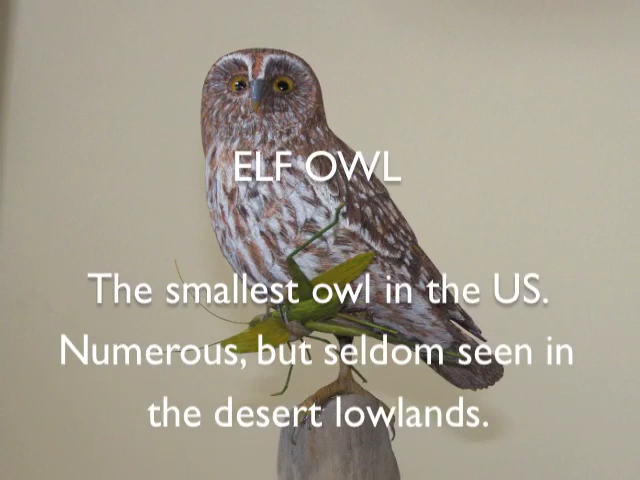 ELF OWL
The smallest owl in the US.
Numerous, but seldom seen in
the desert lowlands.